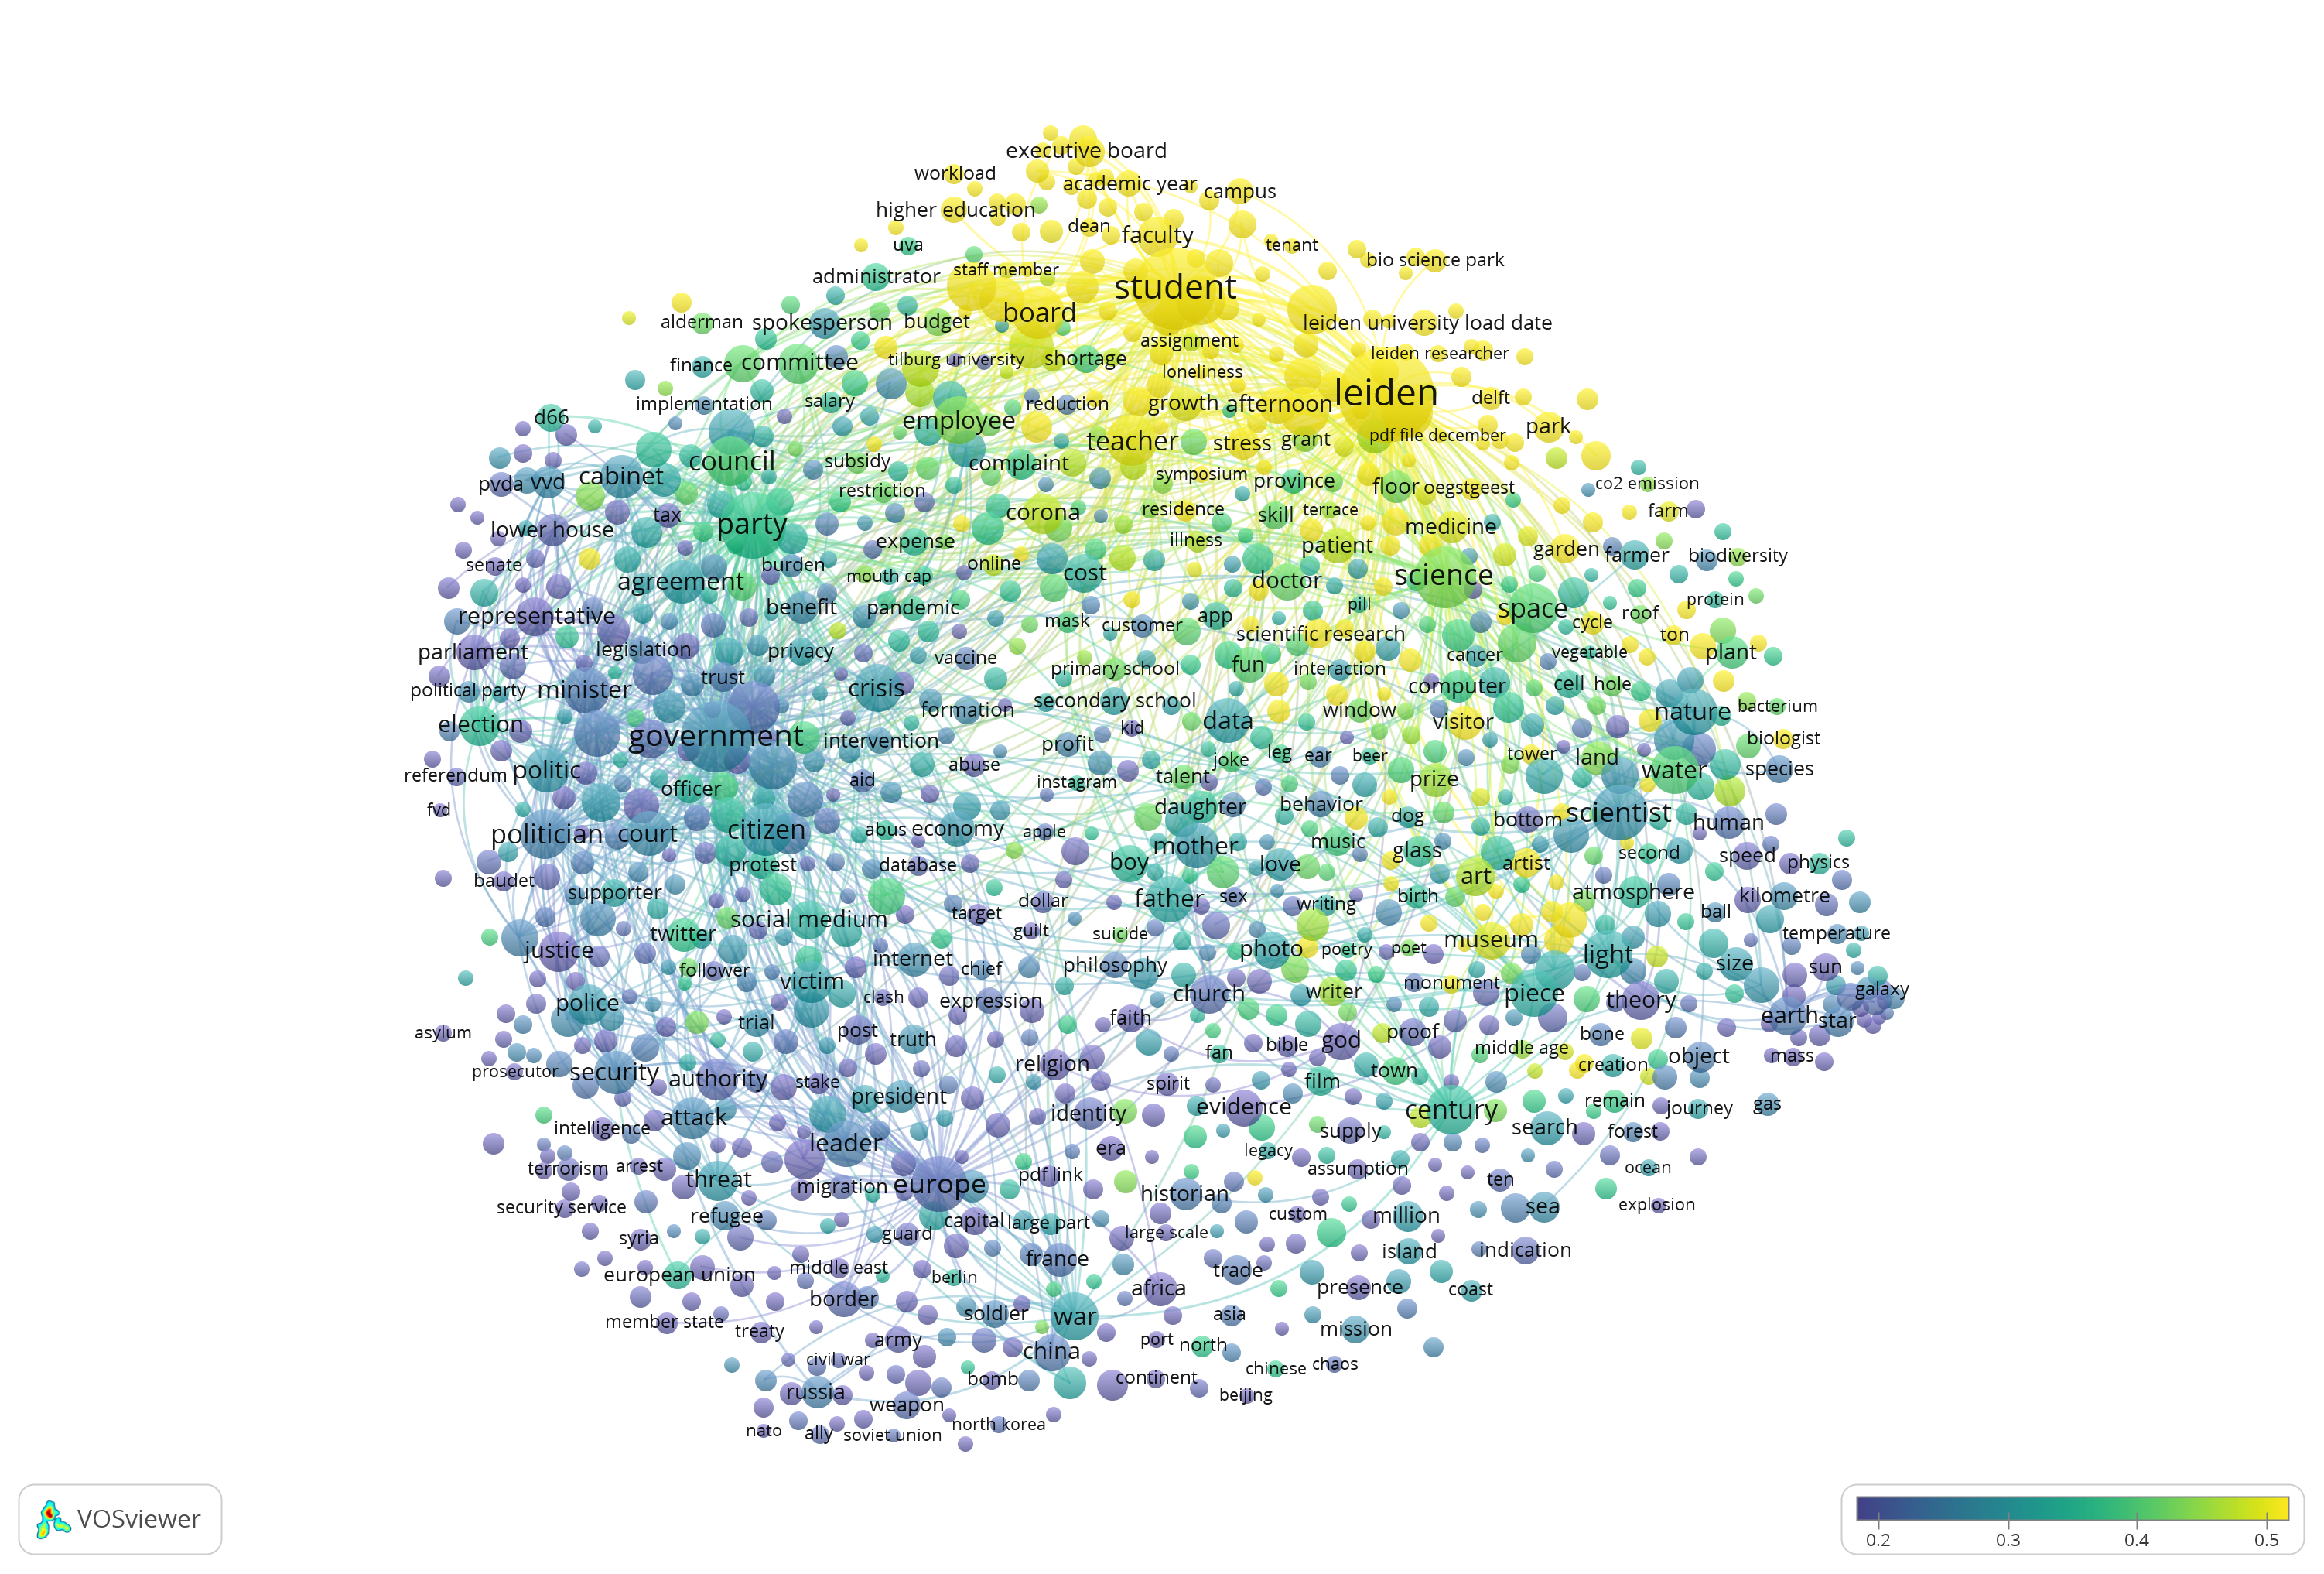 executive board
workload
academic year
campus
higher education
dean
faculty
uva
tenant
bio science park
staff member
administrator
student
board
alderman
spokesperson
budget
leiden university load date
assignment
leiden researcher
finance
committee
tilburg university
shortage
loneliness
leiden
implementation
salary
reduction
growth
afternoon
delft
d66
employee
park
pdf file december
teacher
stress
grant
council
subsidy
complaint
symposium
province
pvda
vvd
cabinet
restriction
floor
oegstgeest
co2 emission
tax
corona
residence
skill
terrace
farm
lower house
party
medicine
expense
illness
patient
garden
farmer
biodiversity
senate
burden
online
agreement
mouth cap
cost
doctor
science
protein
representative
benefit
pandemic
pill
space
roof
mask
customer
app
cycle
scientific research
ton
parliament
legislation
privacy
vaccine
cancer
vegetable
plant
primary school
fun
interaction
trust
political party
minister
crisis
secondary school
computer
cell
hole
formation
window
bacterium
election
kid
data
visitor
nature
government
intervention
profit
biologist
leg
ear
beer
tower
land
referendum
politic
aid
abuse
joke
water
species
officer
instagram
talent
prize
fvd
daughter
behavior
dog
scientist
politician
court
citizen
abus
economy
apple
bottom
human
mother
music
glass
second
speed
physics
protest
database
boy
love
artist
baudet
art
supporter
dollar
father
sex
birth
atmosphere
kilometre
writing
ball
social medium
target
guilt
twitter
suicide
museum
temperature
justice
photo
poetry
poet
light
internet
follower
chief
philosophy
size
sun
victim
monument
galaxy
police
clash
expression
church
writer
piece
theory
earth
star
trial
faith
asylum
post
truth
proof
bone
god
bible
middle age
mass
fan
object
prosecutor
security
authority
stake
religion
creation
spirit
film
town
president
attack
identity
evidence
century
remain
journey
gas
intelligence
search
supply
forest
leader
era
legacy
terrorism
arrest
assumption
ocean
threat
migration
europe
pdf link
ten
historian
security service
explosion
refugee
capital
large part
custom
million
sea
syria
guard
large scale
indication
france
island
european union
middle east
berlin
trade
africa
presence
coast
border
soldier
asia
war
member state
treaty
mission
army
port
north
china
civil war
chinese
chaos
bomb
continent
russia
beijing
weapon
north korea
nato
ally
soviet union
VOSviewer
0.2
0.3
0.4
0.5